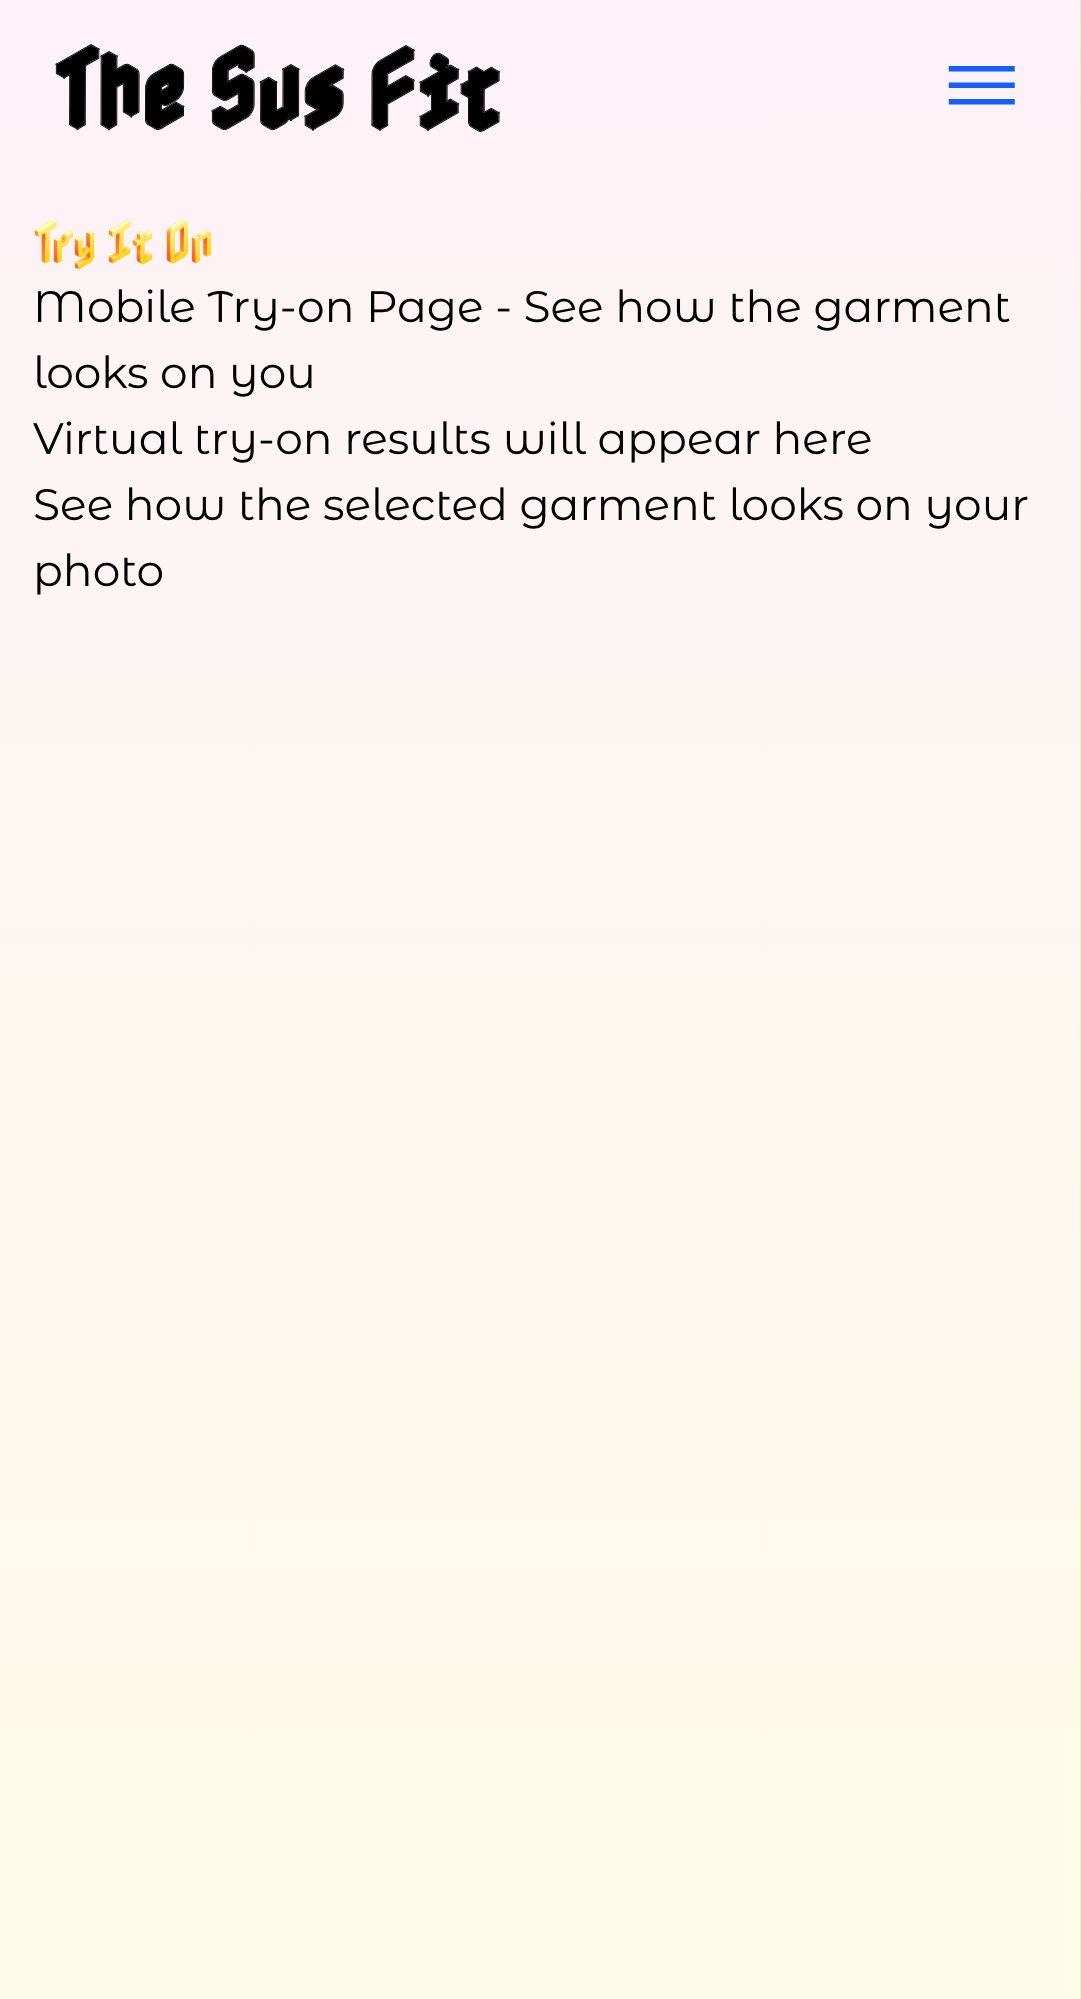 The Sus Fit
Try It On
Mobile Try-on Page - See how the garment
looks on you
Virtual try-on results will appear here
See how the selected garment looks on your
photo